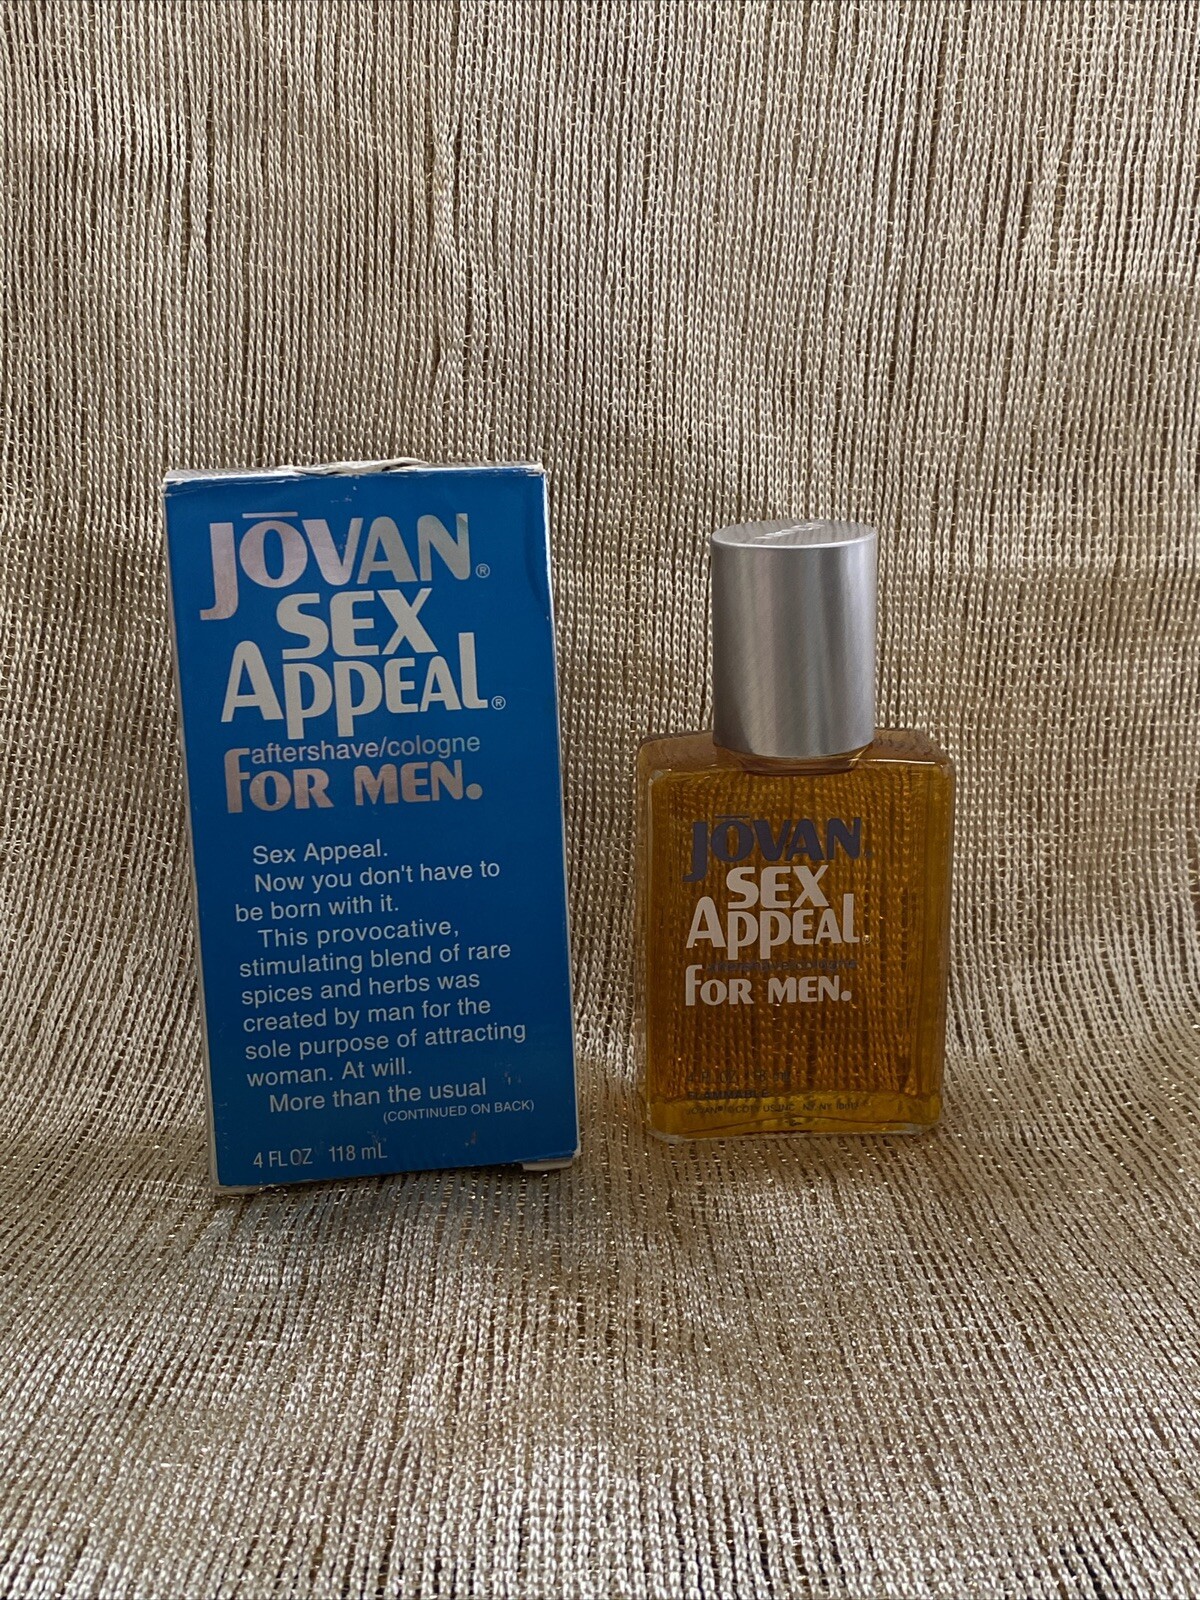 JŌVAN®
SEX
APPEAL®
aftershave/cologne
FOR MEN.
Sex Appeal.
Now you don't have to
be born with it.
This provocative,
stimulating blend of rare
spices and herbs was
created by man for the
sole purpose of attracting
woman. At will.
More than the usual
(CONTINUED ON BACK)
4 FL OZ 118 mL
JŌVAN
SEX
APPEAL
aftershave/cologne
FOR MEN.
FLAMMABLE